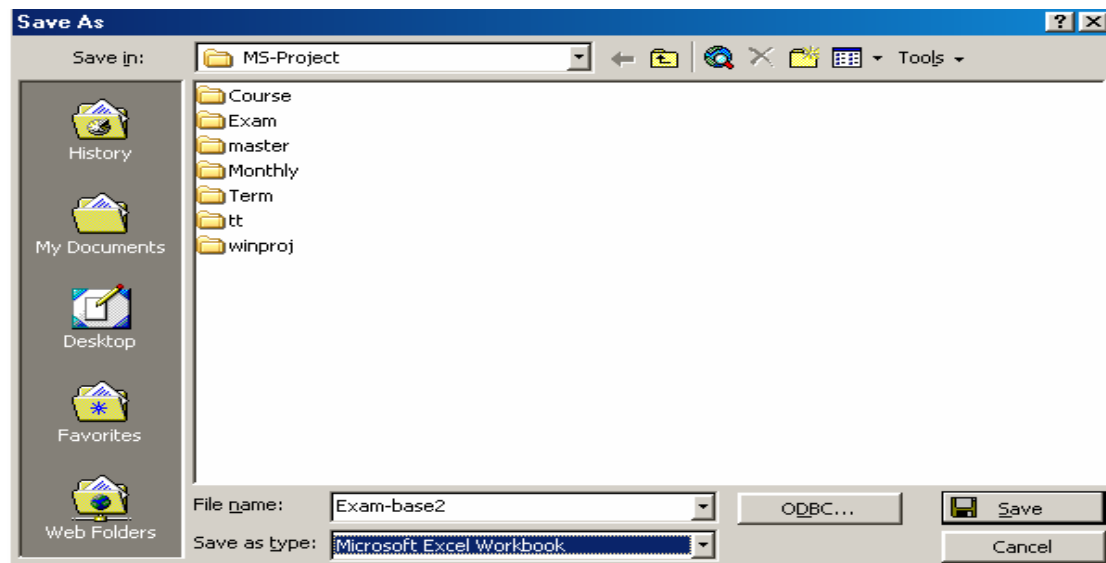 Save As
Save in:
MS-Project
Tools
History
My Documents
Desktop
Favorites
Web Folders
Course
Exam
master
Monthly
Term
tt
winproj
File name:
Exam-base2
ODBC...
Save
Save as type:
Microsoft Excel Workbook
Cancel